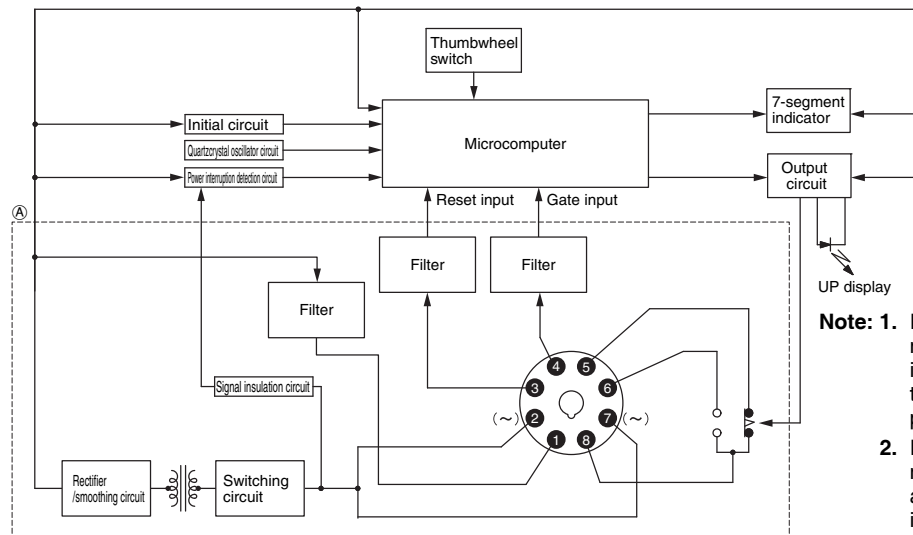 Thumbwheel
switch
7-segment
indicator
Initial circuit
Microcomputer
Quartzcrystal oscillator circuit
Power interruption detection circuit
Output
circuit
Reset input
Gate input
A
Filter
Filter
UP display
Filter
Note: 1.
4 5
3 6
Signal insulation circuit
(~) 2 7 (~)
1 8
2.
Rectifier
/smoothing circuit
Switching
circuit